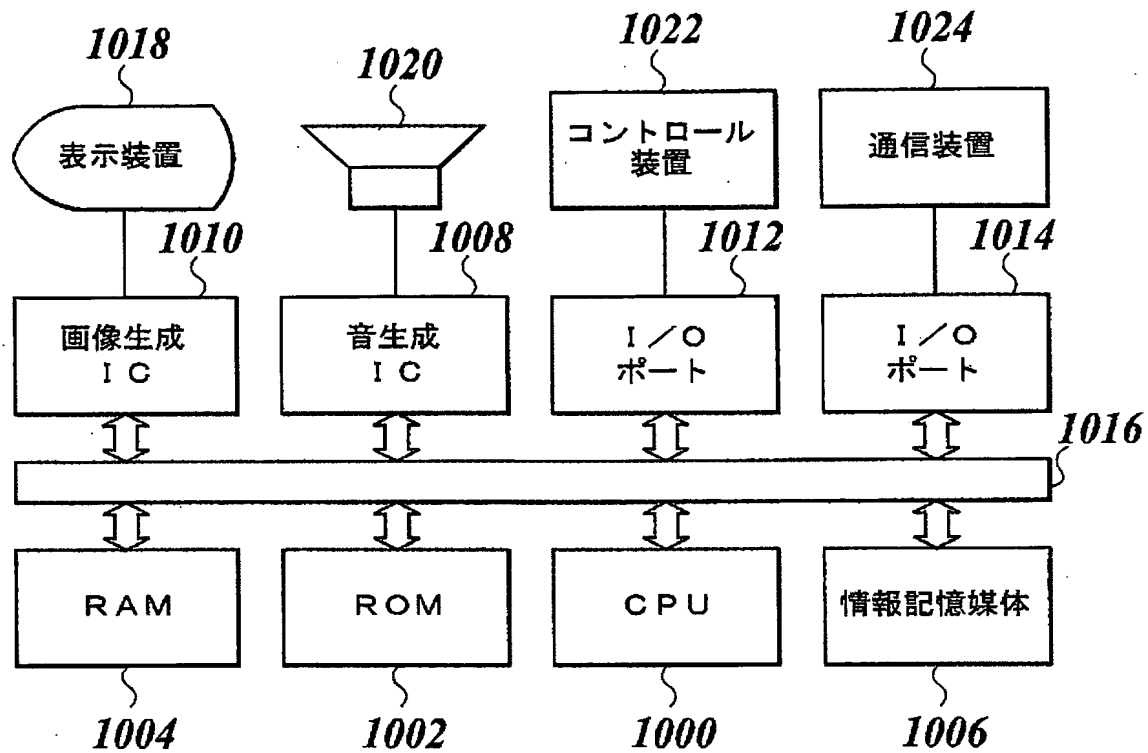 1018
1020
1022
1024
表示装置
コントロール
装置
通信装置
1010
1008
1012
1014
画像生成
ＩＣ
音生成
ＩＣ
Ｉ／Ｏ
ポート
Ｉ／Ｏ
ポート
1016
ＲＡＭ
ＲＯＭ
ＣＰＵ
情報記憶媒体
1004
1002
1000
1006